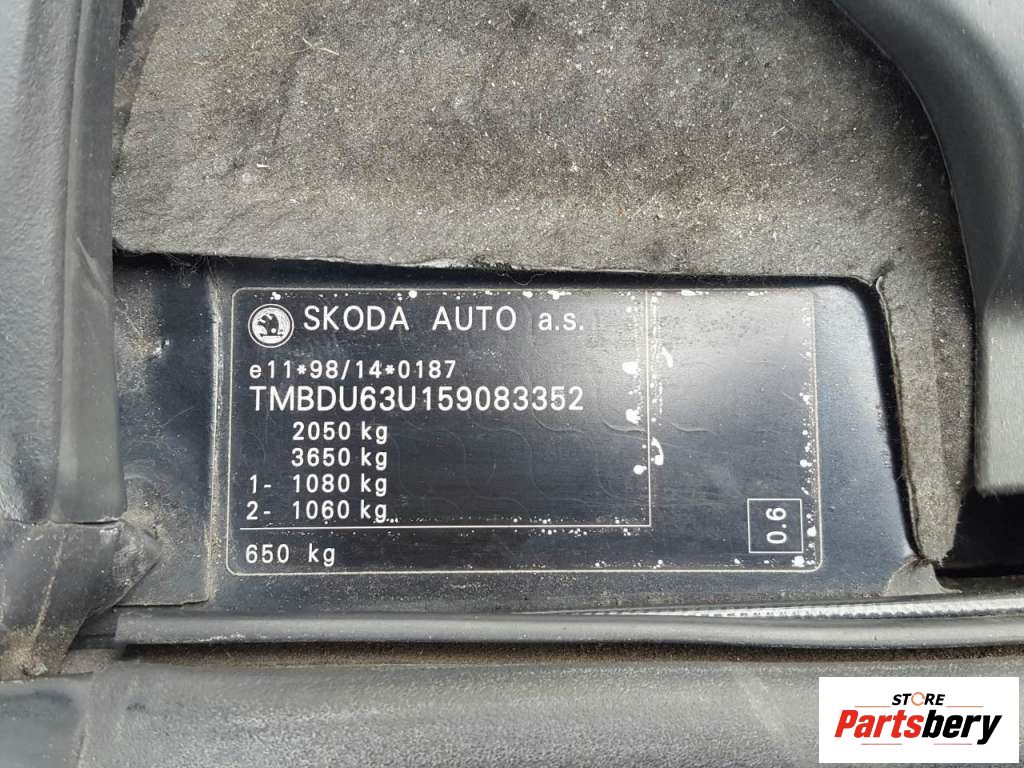 SKODA AUTO a.s.
e11*98/14*0187
TMBDU63U159083352
2050 kg
3650 kg
1- 1080 kg
2- 1060 kg
650 kg
0.6
STORE
Partsbery